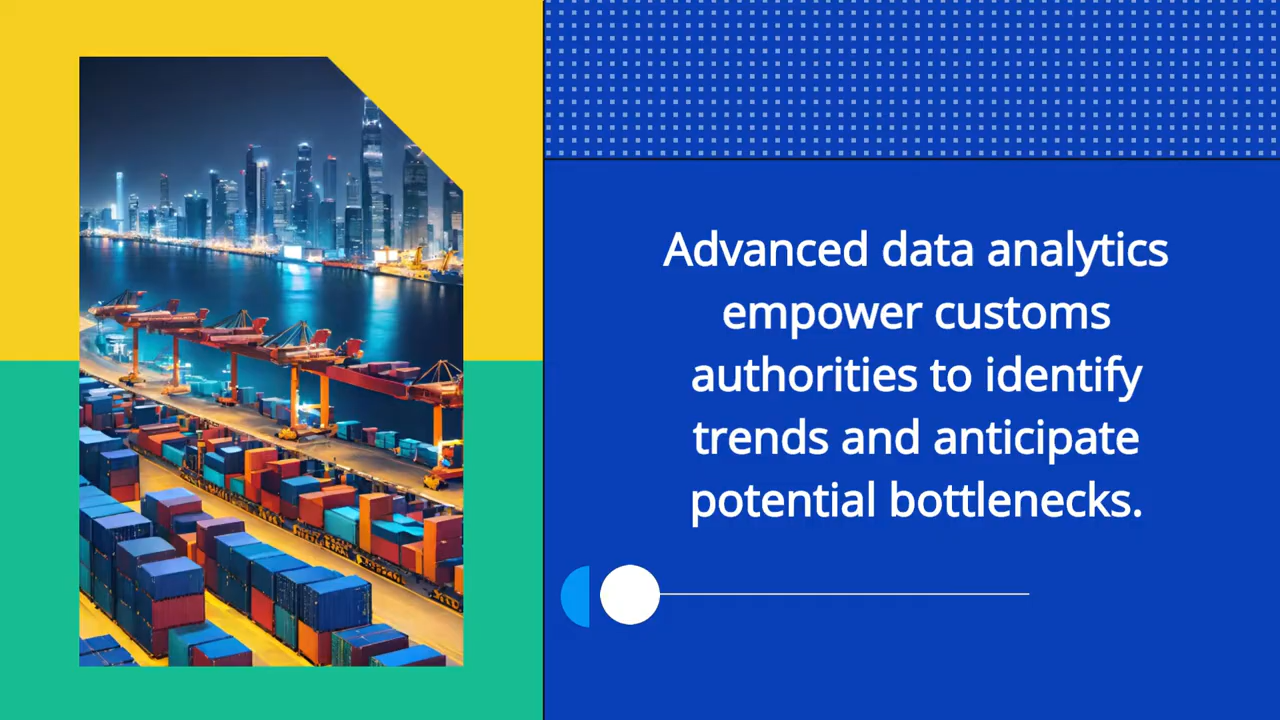 Advanced data analytics
empower customs
authorities to identify
trends and anticipate
potential bottlenecks.